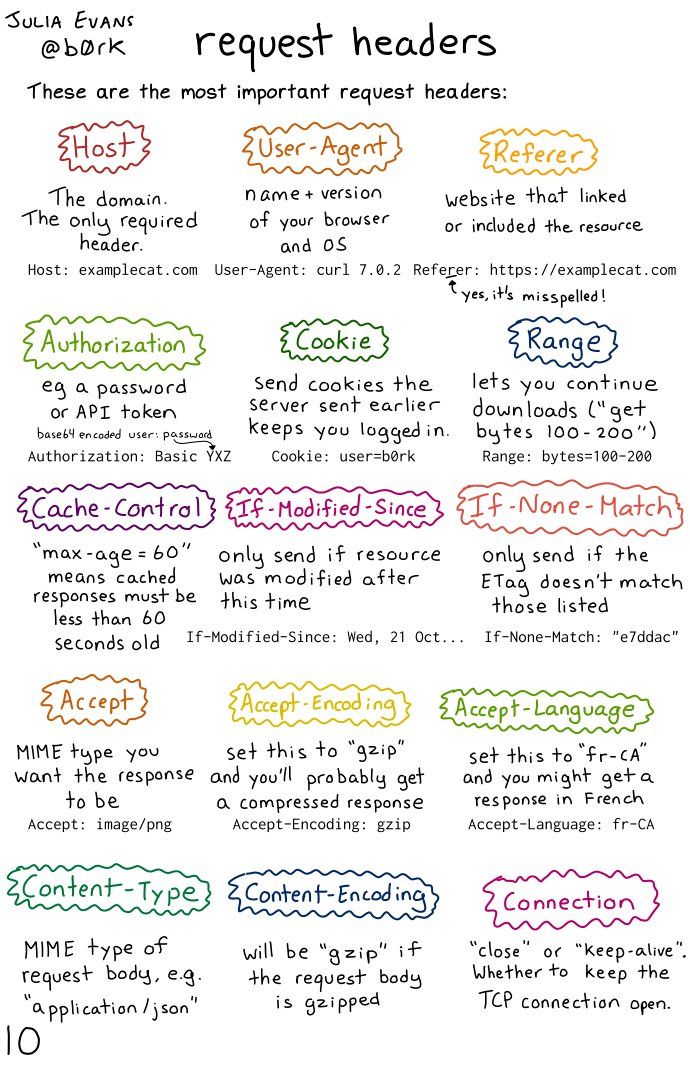 JULIA EVANS
@b0rk
request headers
These are the most important request headers:
Host
The domain.
The only required
header.
Host: examplecat.com
User-Agent
name + version
of your browser
and OS
User-Agent: curl 7.0.2
Referer
website that linked
or included the resource
Referer: https://examplecat.com
yes, it's misspelled!
Authorization
eg a password
or API token
base64 encoded user: password
Authorization: Basic YXZ
Cookie
send cookies the
server sent earlier
keeps you logged in.
Cookie: user=b0rk
Range
lets you continue
downloads ("get
bytes 100-200")
Range: bytes=100-200
Cache-Control
"max-age = 60"
means cached
responses must be
less than 60
seconds old
If-Modified-Since
only send if resource
was modified after
this time
If-Modified-Since: Wed, 21 Oct...
If-None-Match
only send if the
ETag doesn't match
those listed
If-None-Match: "e7ddac"
Accept
MIME type you
want the response
to be
Accept: image/png
Accept-Encoding
set this to "gzip"
and you'll probably get
a compressed response
Accept-Encoding: gzip
Accept-Language
set this to "fr-CA"
and you might get a
response in French
Accept-Language: fr-CA
Content-Type
MIME type of
request body, e.g.
"application/json"
Content-Encoding
will be "gzip" if
the request body
is gzipped
Connection
"close" or "keep-alive".
Whether to keep the
TCP connection open.
10